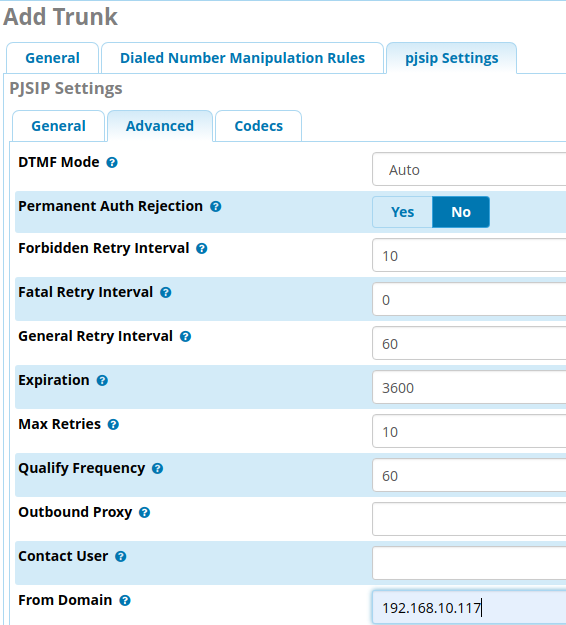 Add Trunk
General Dialed Number Manipulation Rules pjsip Settings
PJSIP Settings
General Advanced Codecs
DTMF Mode Auto
Permanent Auth Rejection Yes No
Forbidden Retry Interval 10
Fatal Retry Interval 0
General Retry Interval 60
Expiration 3600
Max Retries 10
Qualify Frequency 60
Outbound Proxy
Contact User
From Domain 192.168.10.117